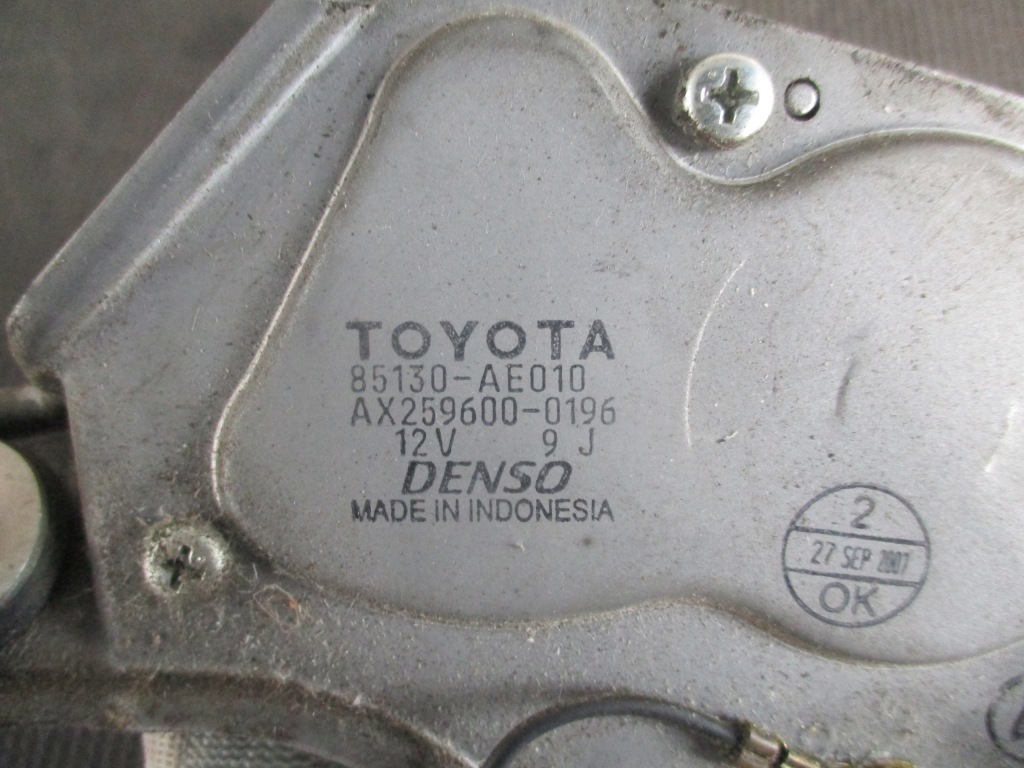 TOYOTA
85130-AE010
AX259600-0196
12V 9 J
DENSO
MADE IN INDONESIA
2
27 SEP 2007
OK